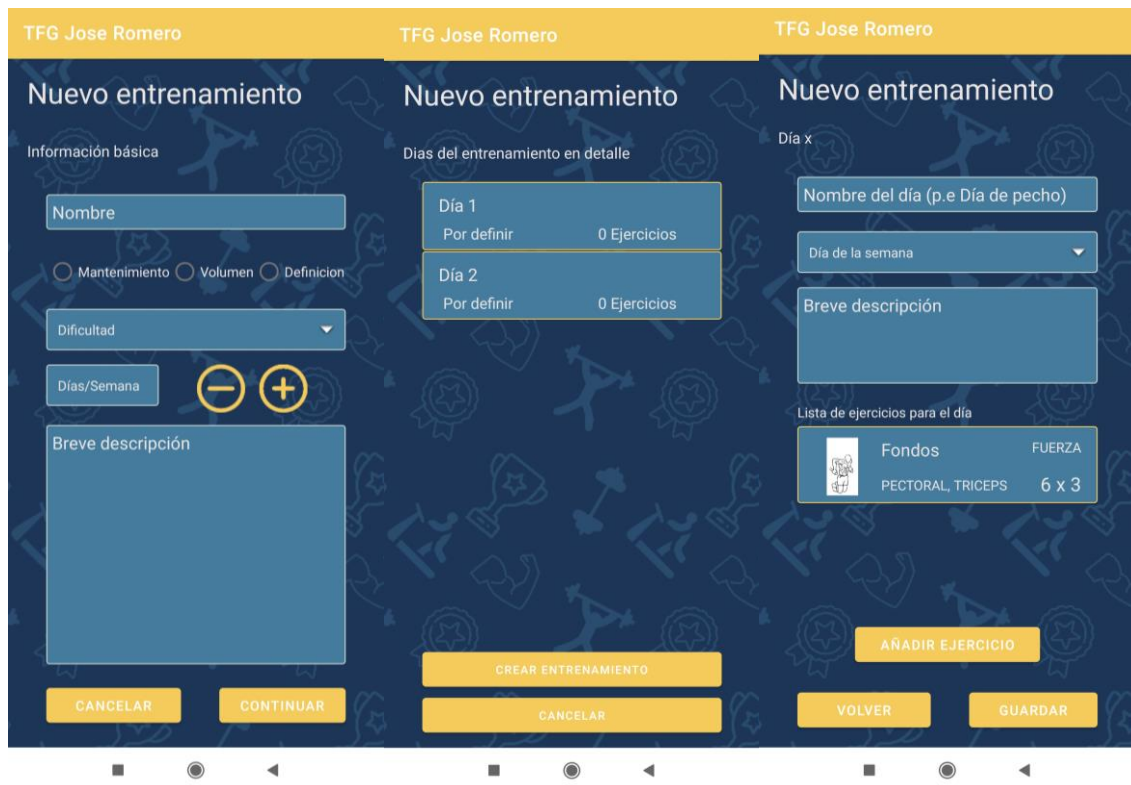 TFG Jose Romero
Nuevo entrenamiento
Información básica
Nombre
Mantenimiento Volumen Definicion
Dificultad
Días/Semana
Breve descripción
CANCELAR CONTINUAR
TFG Jose Romero
Nuevo entrenamiento
Dias del entrenamiento en detalle
Día 1
Por definir 0 Ejercicios
Día 2
Por definir 0 Ejercicios
CREAR ENTRENAMIENTO
CANCELAR
TFG Jose Romero
Nuevo entrenamiento
Día x
Nombre del día (p.e Día de pecho)
Día de la semana
Breve descripción
Lista de ejercicios para el día
Fondos FUERZA
PECTORAL, TRICEPS 6 x 3
AÑADIR EJERCICIO
VOLVER GUARDAR